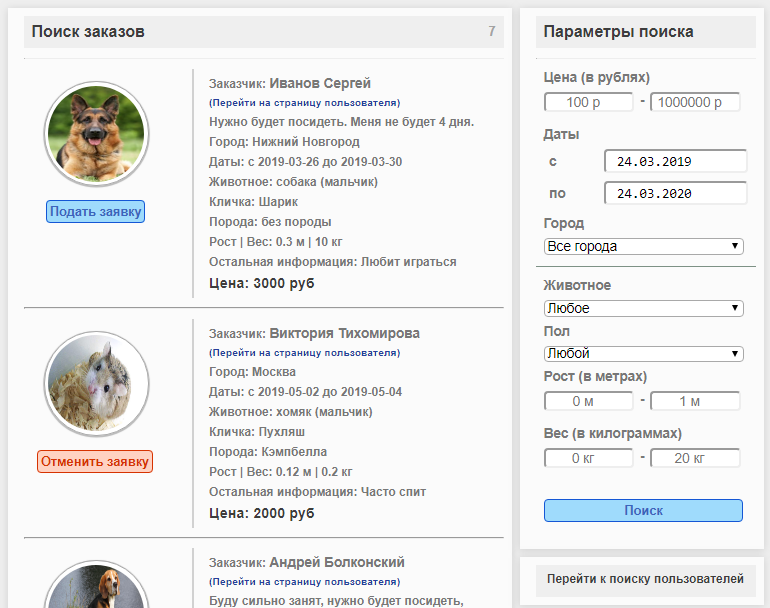 Поиск заказов 7
Заказчик: Иванов Сергей
(Перейти на страницу пользователя)
Нужно будет посидеть. Меня не будет 4 дня.
Город: Нижний Новгород
Даты: с 2019-03-26 до 2019-03-30
Животное: собака (мальчик)
Кличка: Шарик
Порода: без породы
Рост | Вес: 0.3 м | 10 кг
Остальная информация: Любит играться
Цена: 3000 руб
Подать заявку
Заказчик: Виктория Тихомирова
(Перейти на страницу пользователя)
Город: Москва
Даты: с 2019-05-02 до 2019-05-04
Животное: хомяк (мальчик)
Кличка: Пухляш
Порода: Кэмпбелла
Рост | Вес: 0.12 м | 0.2 кг
Остальная информация: Часто спит
Цена: 2000 руб
Отменить заявку
Заказчик: Андрей Болконский
(Перейти на страницу пользователя)
Буду сильно занят, нужно будет посидеть,
Параметры поиска
Цена (в рублях)
100 р - 1000000 р
Даты
с 24.03.2019
по 24.03.2020
Город
Все города
Животное
Любое
Пол
Любой
Рост (в метрах)
0 м - 1 м
Вес (в килограммах)
0 кг - 20 кг
Поиск
Перейти к поиску пользователей